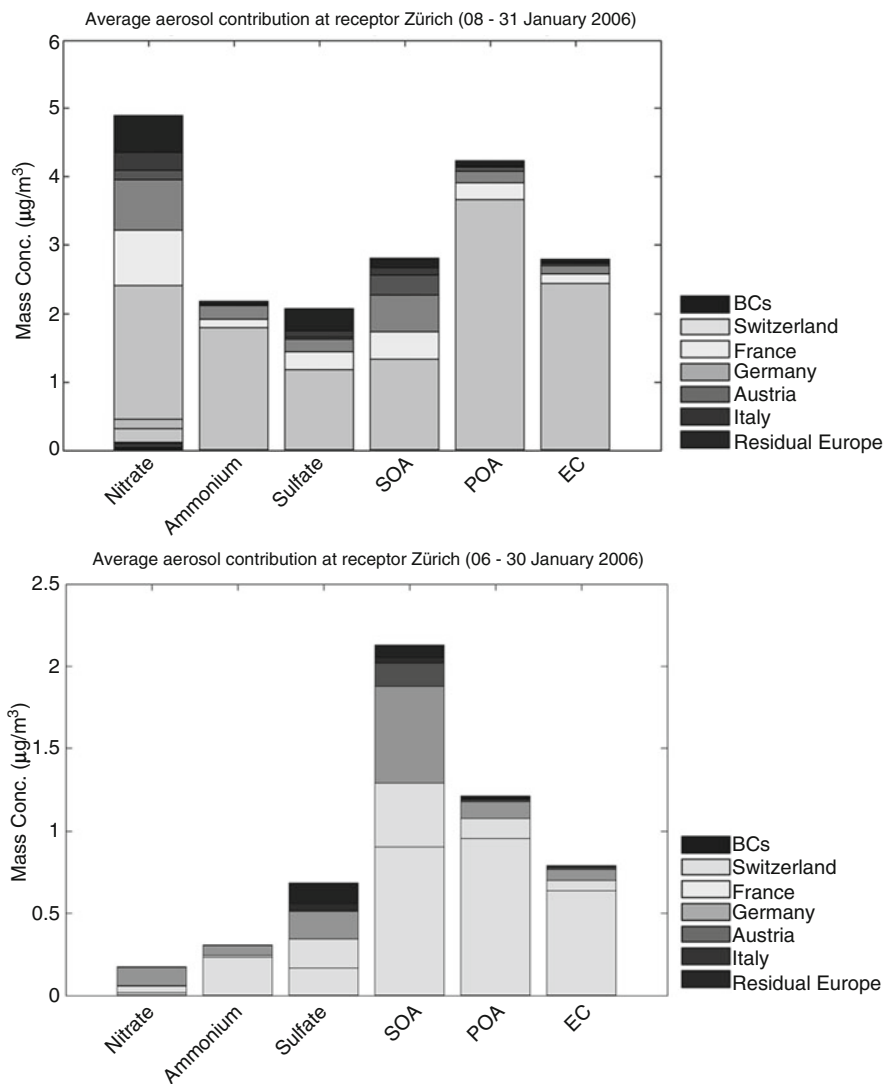 Average aerosol contribution at receptor Zürich (08 - 31 January 2006)
6
5
4
3
2
1
0
Mass Conc. (µg/m³)
Nitrate
Ammonium
Sulfate
SOA
POA
EC
BCs
Switzerland
France
Germany
Austria
Italy
Residual Europe
Average aerosol contribution at receptor Zürich (06 - 30 January 2006)
2.5
2
1.5
1
0.5
0
Mass Conc. (µg/m³)
Nitrate
Ammonium
Sulfate
SOA
POA
EC
BCs
Switzerland
France
Germany
Austria
Italy
Residual Europe